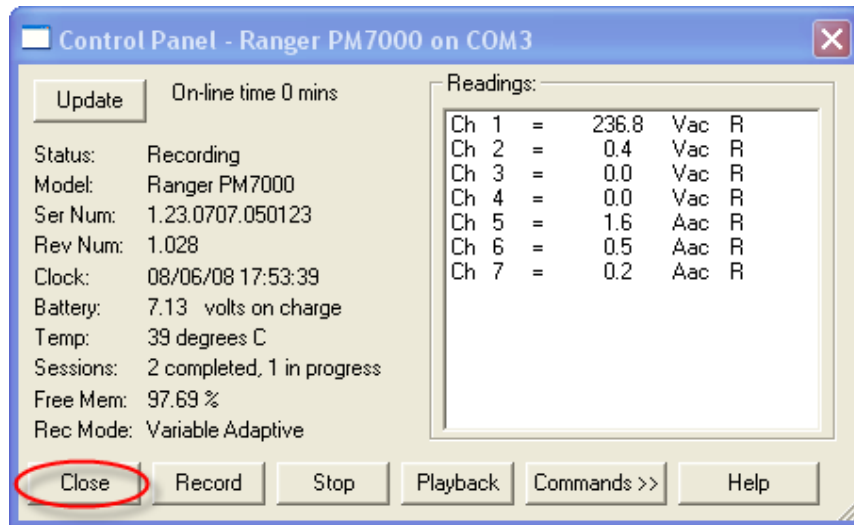 Control Panel - Ranger PM7000 on COM3
Update
On-line time 0 mins
Status: Recording
Model: Ranger PM7000
Ser Num: 1.23.0707.050123
Rev Num: 1.028
Clock: 08/06/08 17:53:39
Battery: 7.13 volts on charge
Temp: 39 degrees C
Sessions: 2 completed, 1 in progress
Free Mem: 97.69 %
Rec Mode: Variable Adaptive
Readings:
Ch 1 = 236.8 Vac R
Ch 2 = 0.4 Vac R
Ch 3 = 0.0 Vac R
Ch 4 = 0.0 Vac R
Ch 5 = 1.6 Aac R
Ch 6 = 0.5 Aac R
Ch 7 = 0.2 Aac R
Close Record Stop Playback Commands >> Help